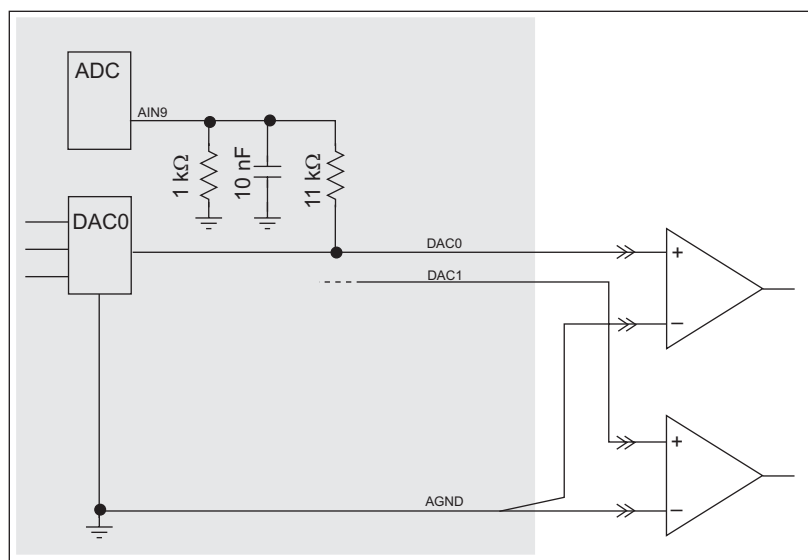 ADC
AIN9
1 kΩ
10 nF
11 kΩ
DAC0
DAC0
DAC1
+
−
+
−
AGND